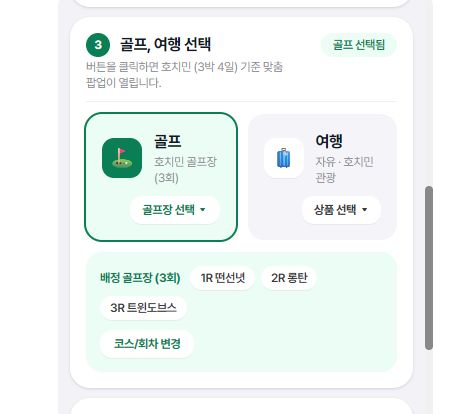 3 골프, 여행 선택 골프 선택됨
버튼을 클릭하면 호치민 (3박 4일) 기준 맞춤
팝업이 열립니다.
골프
호치민 골프장
(3회)
골프장 선택
여행
자유 · 호치민
관광
상품 선택
배정 골프장 (3회) 1R 떤선녓 2R 롱탄
3R 트윈도브스
코스/회차 변경